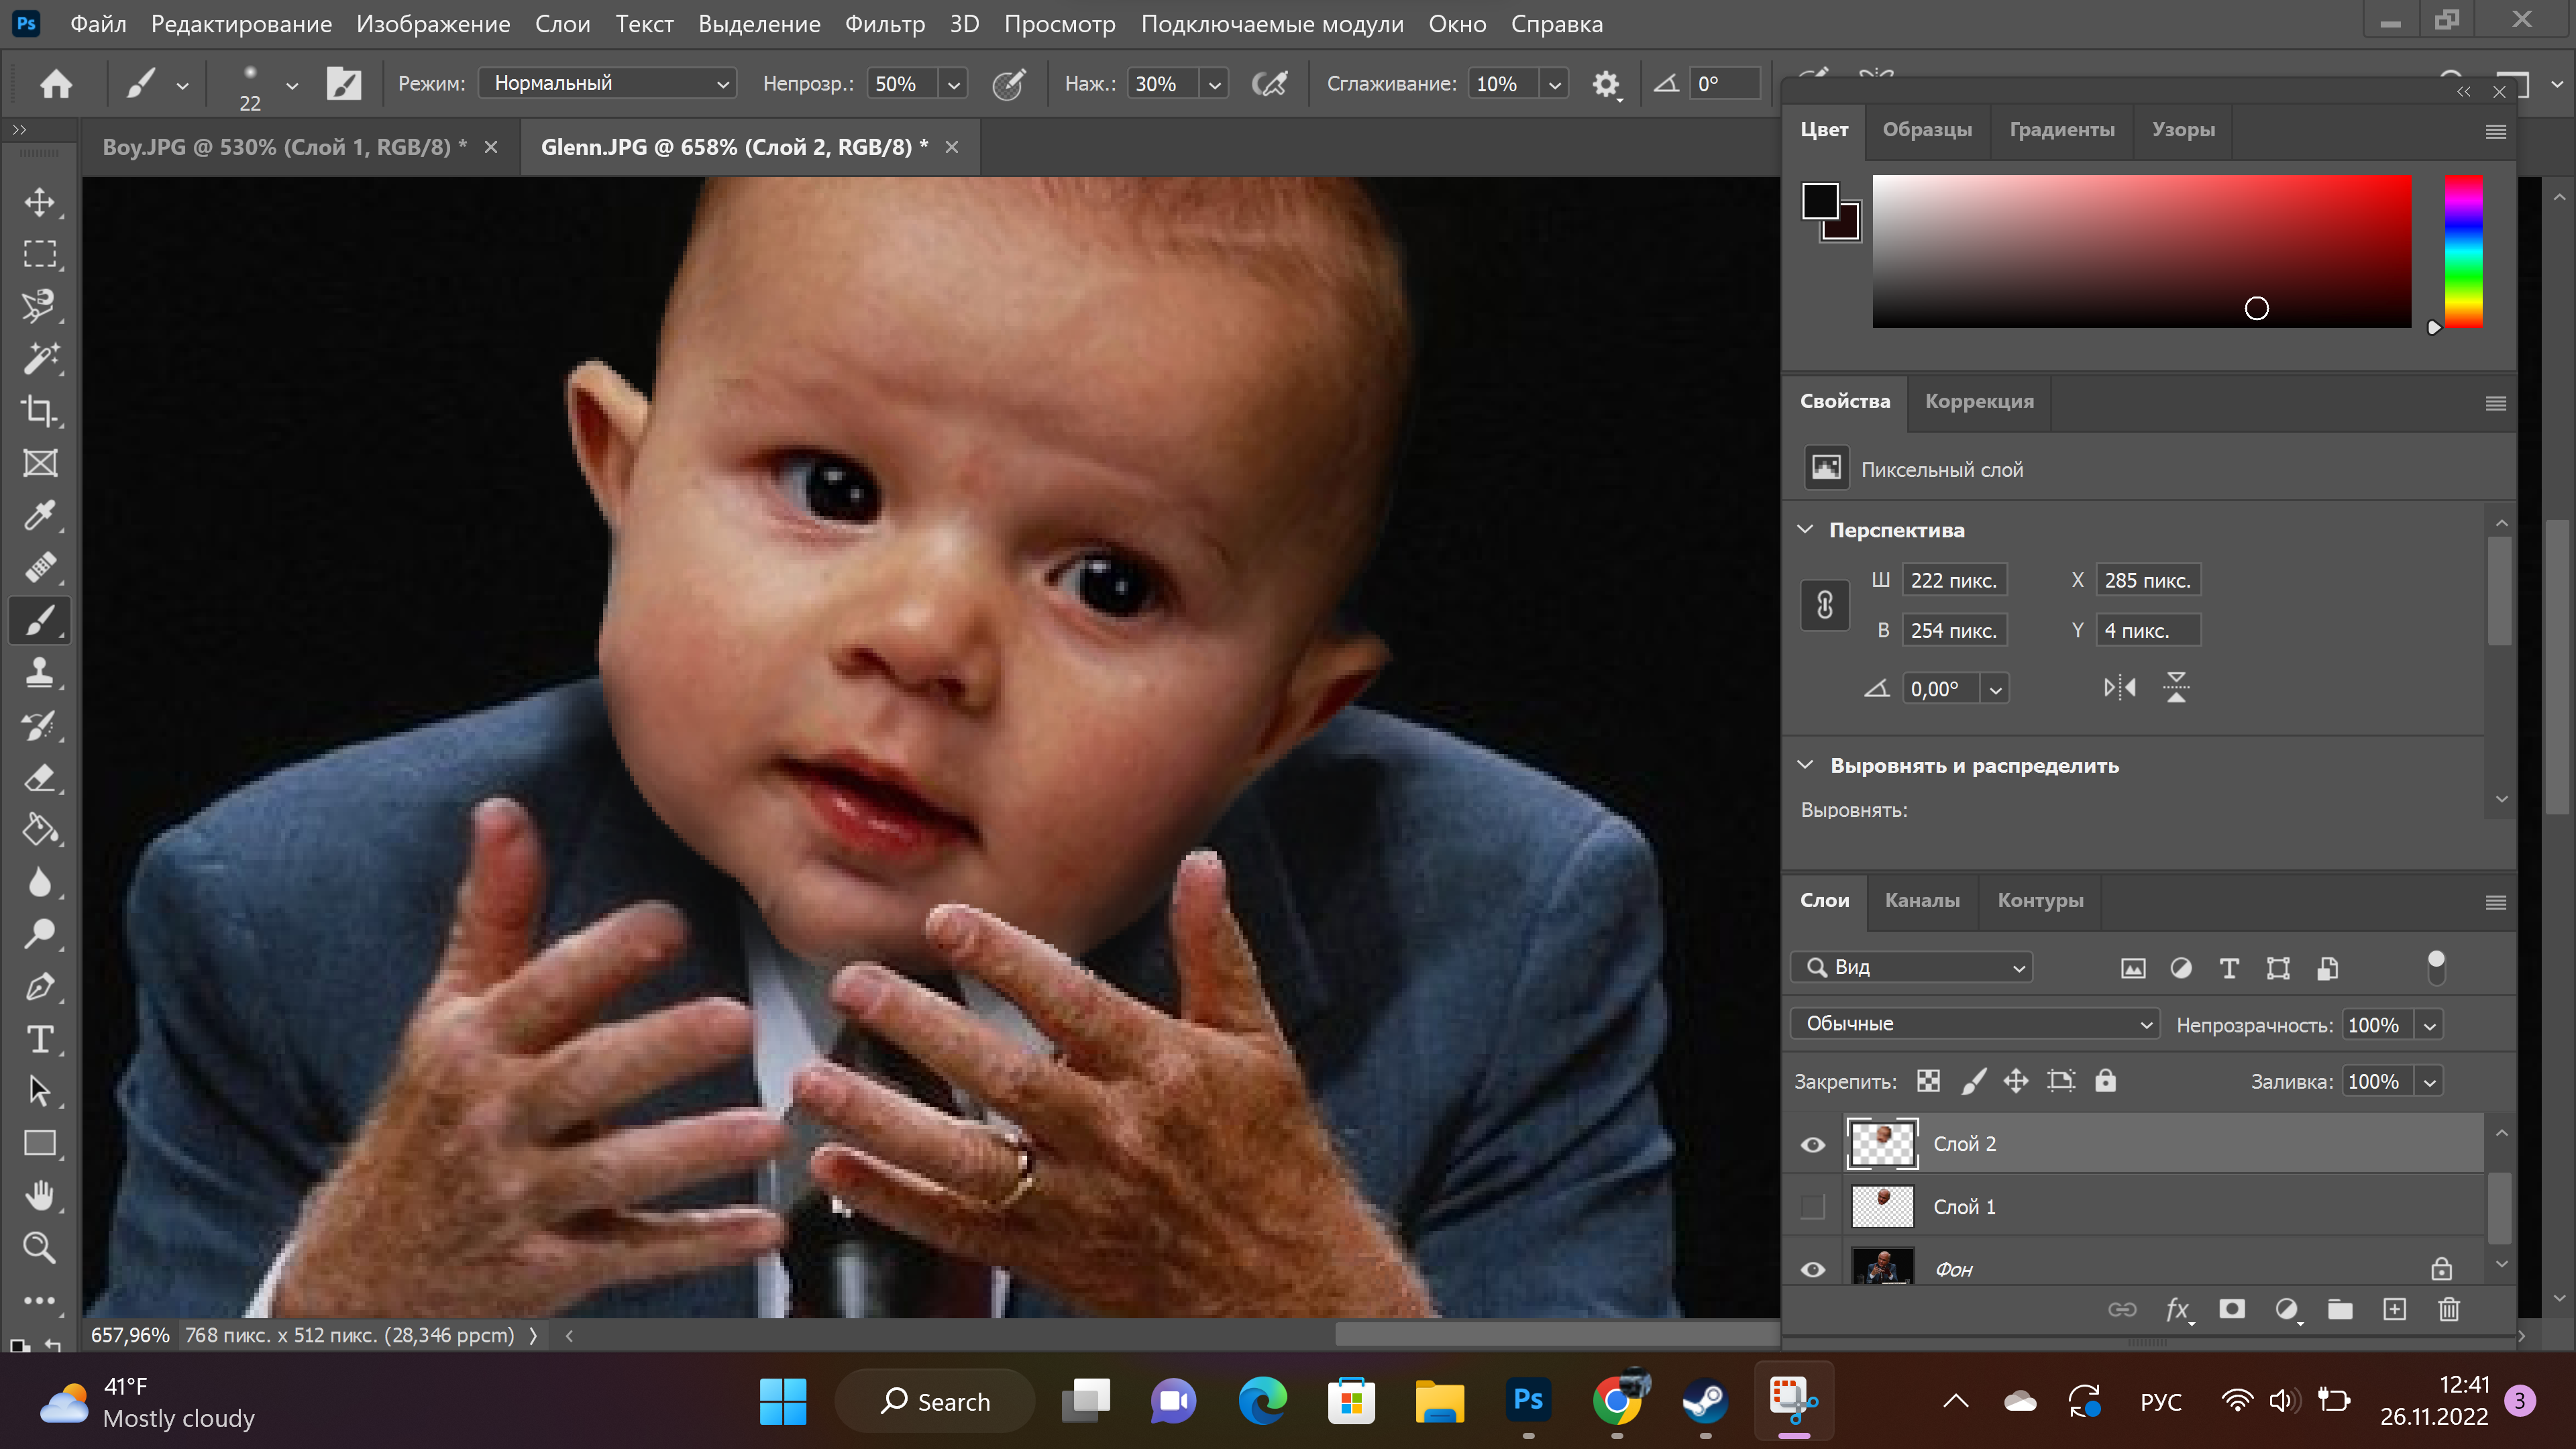 Ps Файл Редактирование Изображение Слои Текст Выделение Фильтр 3D Просмотр Подключаемые модули Окно Справка
22 Режим: Нормальный Непрозр.: 50% Наж.: 30% Сглаживание: 10% 0°
Boy.JPG @ 530% (Слой 1, RGB/8) * Glenn.JPG @ 658% (Слой 2, RGB/8) *
Цвет Образцы Градиенты Узоры
Свойства Коррекция
Пиксельный слой
Перспектива
Ш 222 пикс. X 285 пикс.
В 254 пикс. Y 4 пикс.
0,00°
Выровнять и распределить
Выровнять:
Слои Каналы Контуры
Вид
Обычные Непрозрачность: 100%
Закрепить: Заливка: 100%
Слой 2
Слой 1
Фон
fx
657,96% 768 пикс. x 512 пикс. (28,346 ppcm)
41°F
Mostly cloudy
Search
Ps
РУС
12:41
26.11.2022
3